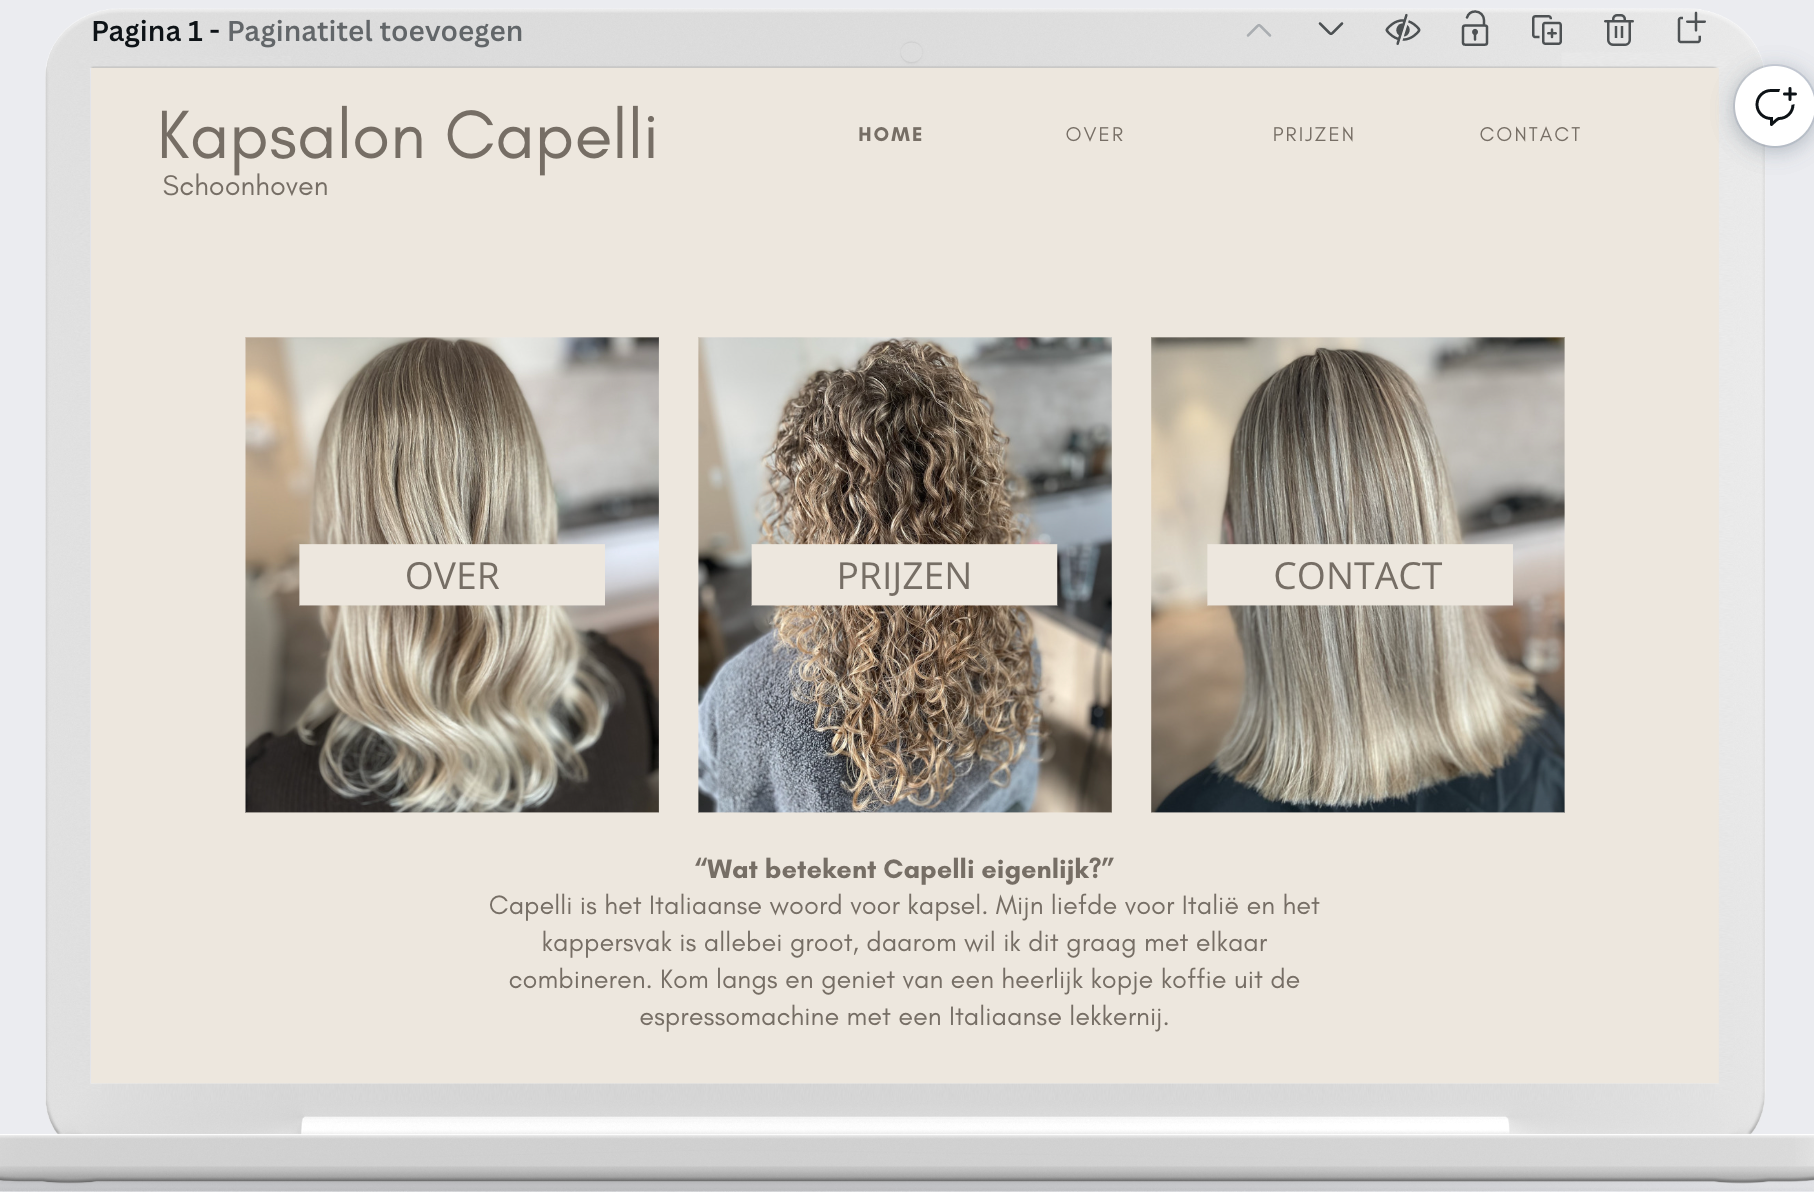 Pagina 1 - Paginatitel toevoegen
Kapsalon Capelli
Schoonhoven
HOME OVER PRIJZEN CONTACT
OVER PRIJZEN CONTACT
“Wat betekent Capelli eigenlijk?”
Capelli is het Italiaanse woord voor kapsel. Mijn liefde voor Italië en het
kappersvak is allebei groot, daarom wil ik dit graag met elkaar
combineren. Kom langs en geniet van een heerlijk kopje koffie uit de
espressomachine met een Italiaanse lekkernij.